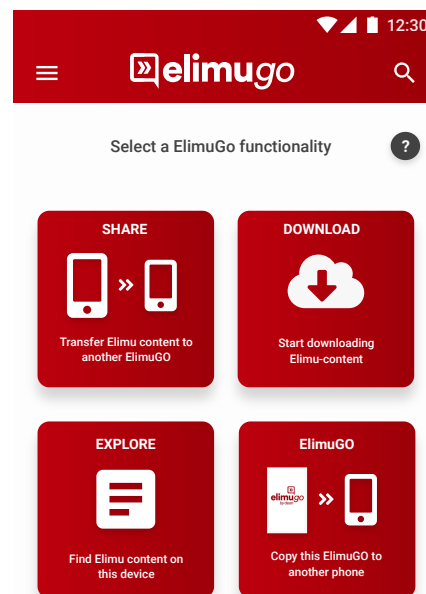 12:30
elimugo
Select a ElimuGo functionality
?
SHARE
Transfer Elimu content to
another ElimuGO
DOWNLOAD
Start downloading
Elimu-content
EXPLORE
Find Elimu content on
this device
ElimuGO
elimugo
Copy this ElimuGO to
another phone